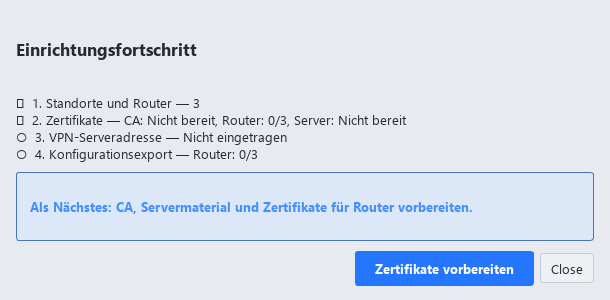 Einrichtungsfortschritt
▯ 1. Standorte und Router — 3
▯ 2. Zertifikate — CA: Nicht bereit, Router: 0/3, Server: Nicht bereit
○ 3. VPN-Serveradresse — Nicht eingetragen
○ 4. Konfigurationsexport — Router: 0/3
Als Nächstes: CA, Servermaterial und Zertifikate für Router vorbereiten.
Zertifikate vorbereiten
Close